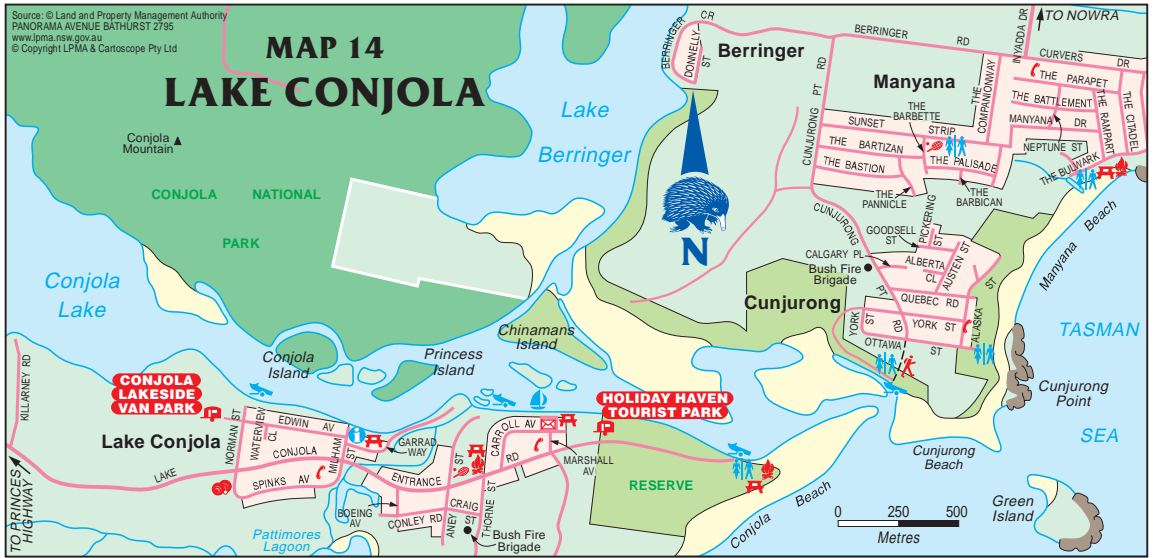 Source: © Land and Property Management Authority
PANORAMA AVENUE BATHURST 2795
www.lpma.nsw.gov.au
© Copyright LPMA & Cartoscope Pty Ltd
MAP 14
LAKE CONJOLA
Conjola
Mountain
CONJOLA NATIONAL
PARK
Lake
Berringer
Conjola
Lake
BERRINGER
CR
DONNELLY
ST
Berringer
BERRINGER RD
INYADDA DR
TO NOWRA
CURVERS DR
Manyana
THE PARAPET
THE BATTLEMENT
MANYANA DR
THE RAMPART
THE CITADEL
THE
COMPANIONWAY
THE
BARBETTE
SUNSET STRIP
THE BARTIZAN
THE BASTION
THE PALISADE
NEPTUNE ST
THE BULWARK
THE
PANNICLE
THE
BARBICAN
CUNJURONG PT RD
N
Manyana Beach
PICKERING
ST
GOODSELL
ST
CALGARY PL
ALBERTA
CL
AUSTEN ST
Bush Fire
Brigade
CUNJURONG
PT
RD
QUEBEC RD
YORK
ST
YORK ST
OTTAWA ST
ALASKA
ST
Cunjurong
TASMAN
SEA
Cunjurong
Point
Cunjurong
Beach
Green
Island
Chinamans
Island
Princess
Island
Conjola
Island
KILLARNEY RD
CONJOLA
LAKESIDE
VAN PARK
HOLIDAY HAVEN
TOURIST PARK
Lake Conjola
NORMAN ST
WATERVIEW
CL
EDWIN AV
MILHAM
ST
GARRAD
WAY
LAKE CONJOLA ENTRANCE RD
SPINKS AV
CARROLL AV
MARSHALL
AV
BOEING
AV
CONLEY RD
CRAIG
ST
ANEY
ST
THORNE ST
Bush Fire
Brigade
Pattimores
Lagoon
TO PRINCES
HIGHWAY
RESERVE
Conjola Beach
0 250 500
Metres